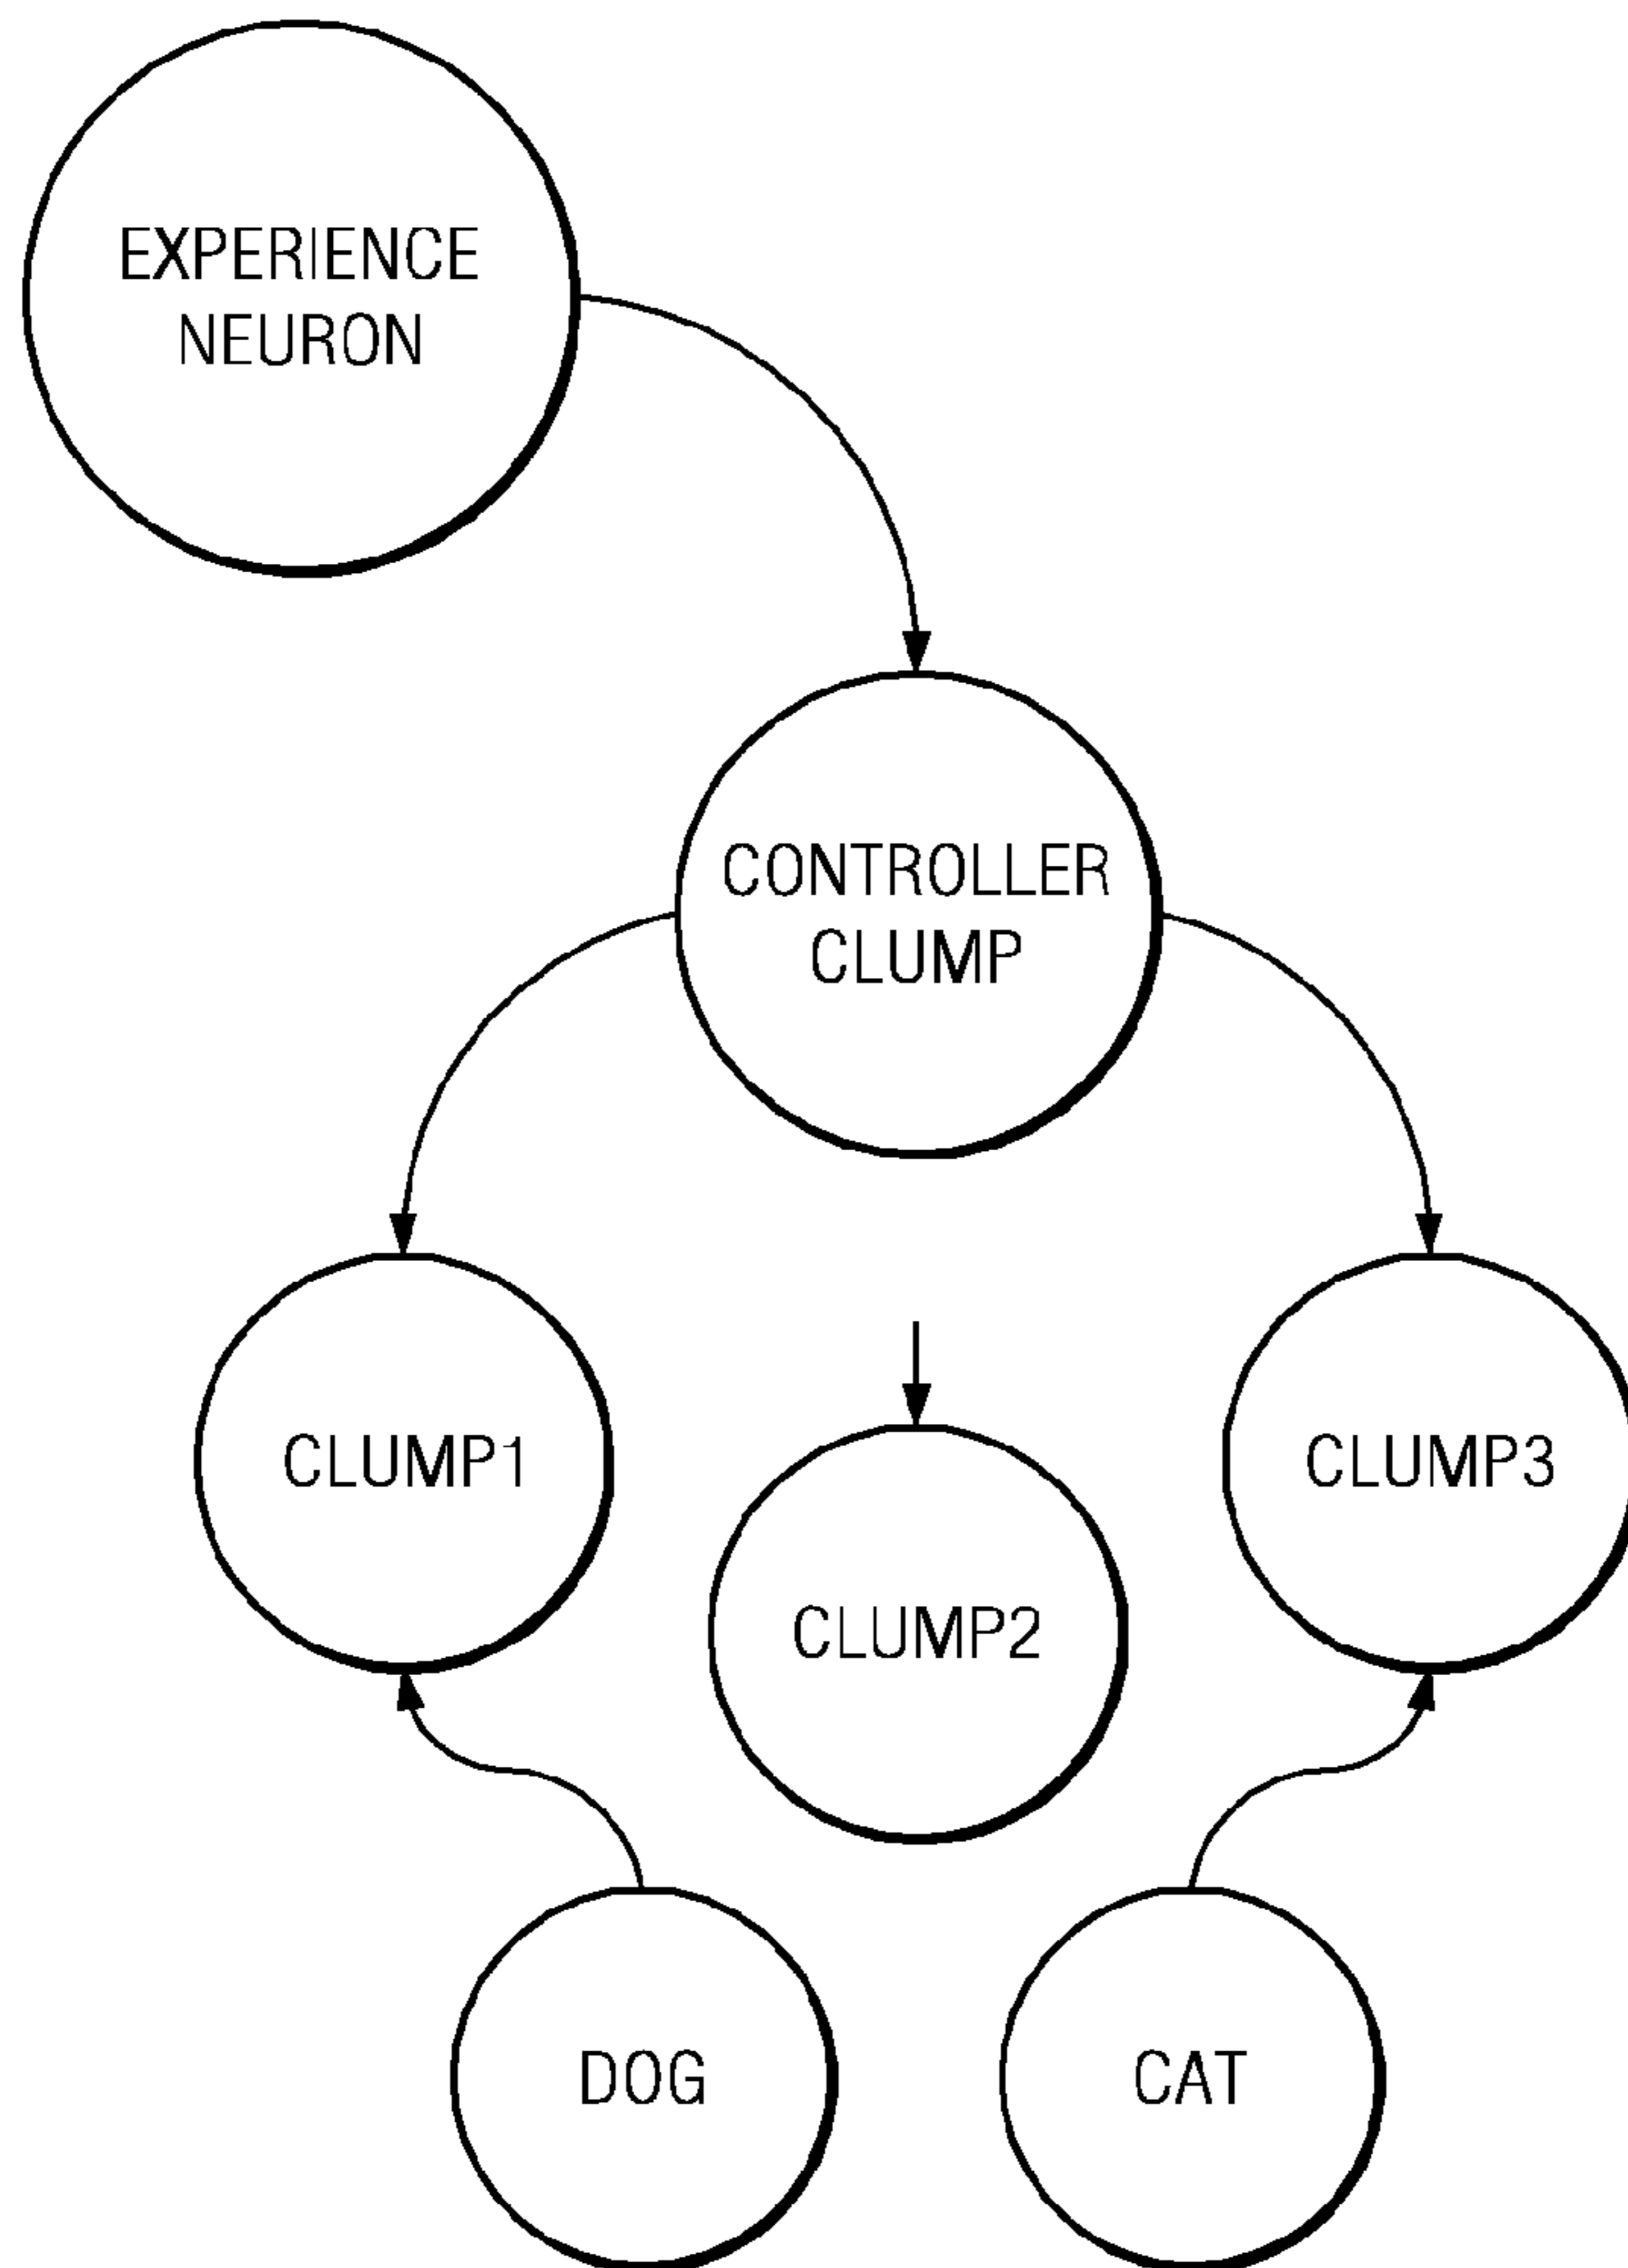 EXPERIENCE
NEURON
CONTROLLER
CLUMP
CLUMP1
CLUMP2
CLUMP3
DOG
CAT